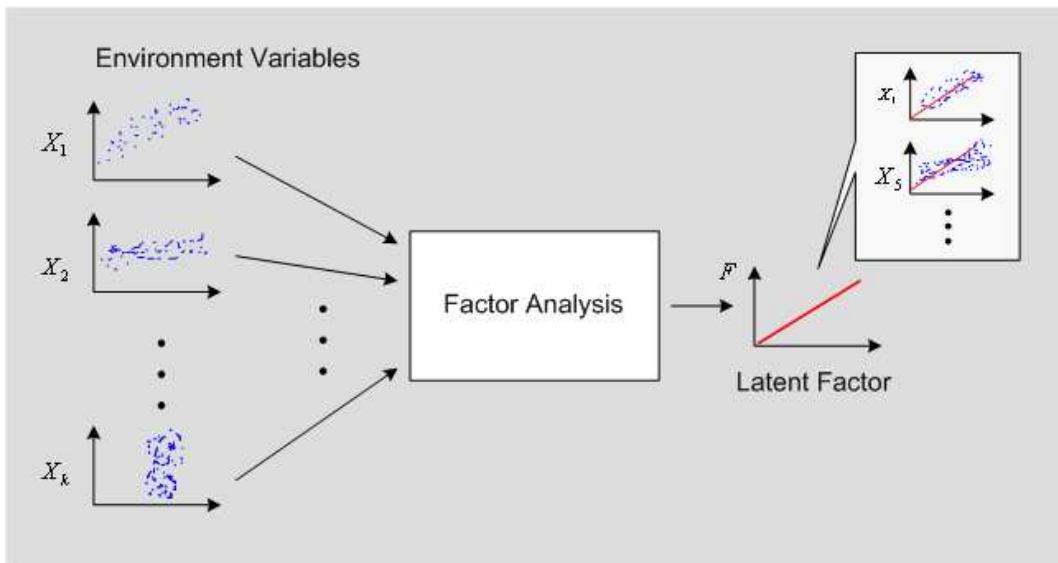 Environment Variables
X1
X2
Xk
Factor Analysis
F
Latent Factor
X1
X5